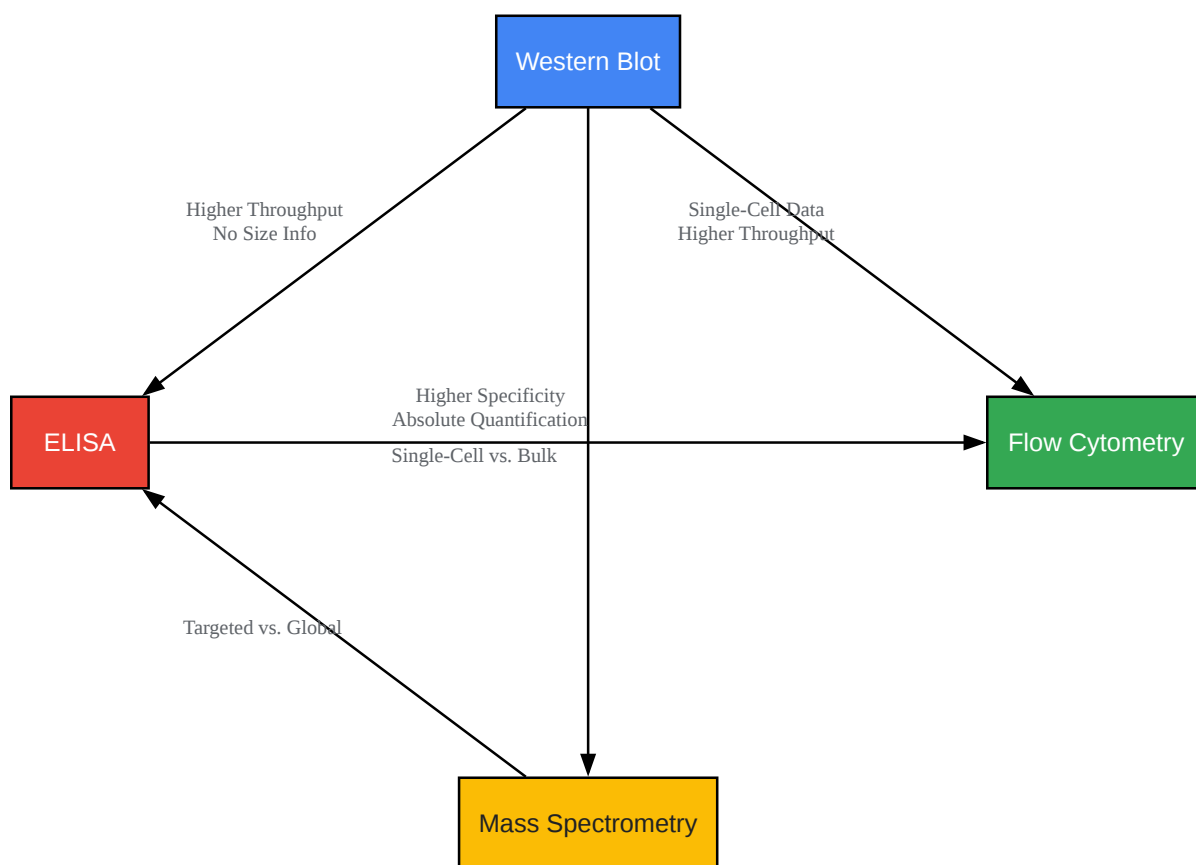 Western Blot
Higher Throughput
No Size Info
Single-Cell Data
Higher Throughput
Higher Specificity
Absolute Quantification
ELISA
Single-Cell vs. Bulk
Flow Cytometry
Targeted vs. Global
Mass Spectrometry